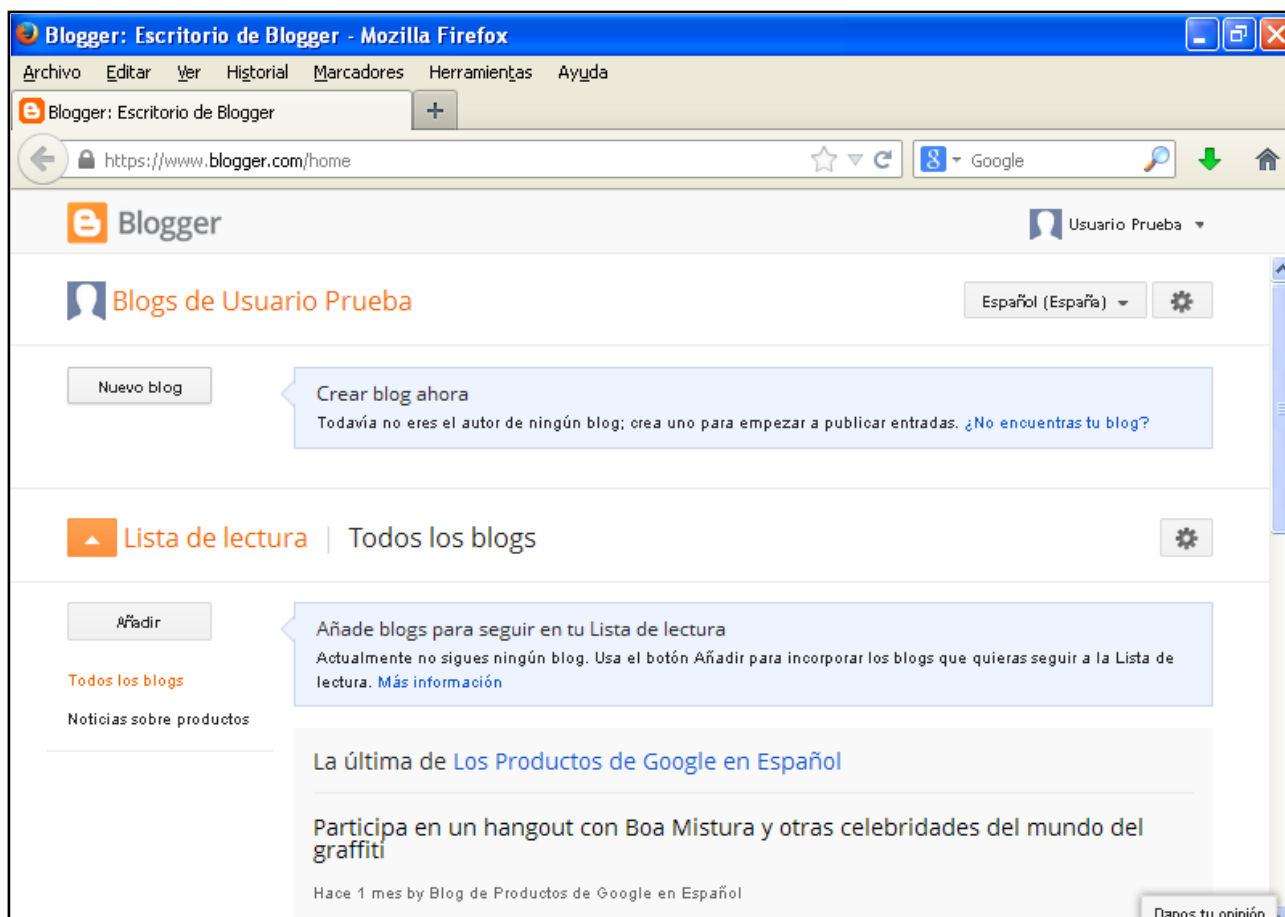 Blogger: Escritorio de Blogger - Mozilla Firefox
Archivo Editar Ver Historial Marcadores Herramientas Ayuda
Blogger: Escritorio de Blogger
https://www.blogger.com/home
Google
Blogger
Usuario Prueba
Blogs de Usuario Prueba
Español (España)
Nuevo blog
Crear blog ahora
Todavía no eres el autor de ningún blog; crea uno para empezar a publicar entradas. ¿No encuentras tu blog?
Lista de lectura | Todos los blogs
Añadir
Añade blogs para seguir en tu Lista de lectura
Actualmente no sigues ningún blog. Usa el botón Añadir para incorporar los blogs que quieras seguir a la Lista de
lectura. Más información
Todos los blogs
Noticias sobre productos
La última de Los Productos de Google en Español
Participa en un hangout con Boa Mistura y otras celebridades del mundo del
graffiti
Hace 1 mes by Blog de Productos de Google en Español
Danos tu opinión